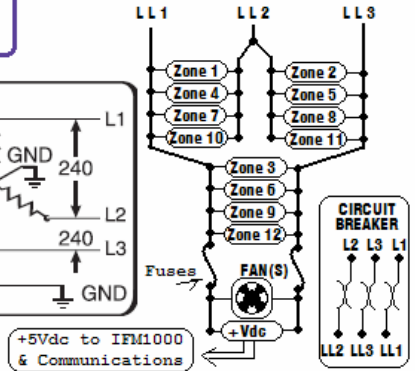 LL1 LL2 LL3
Zone 1 Zone 2
Zone 4 Zone 5
Zone 7 Zone 8
Zone 10 Zone 11
Zone 3
Zone 6
Zone 9
Zone 12
Fuses FAN(S)
+Vdc
L1
GND
240
L2
240
L3
GND
CIRCUIT
BREAKER
L2 L3 L1
LL2 LL3 LL1
+5Vdc to IFM1000
& Communications